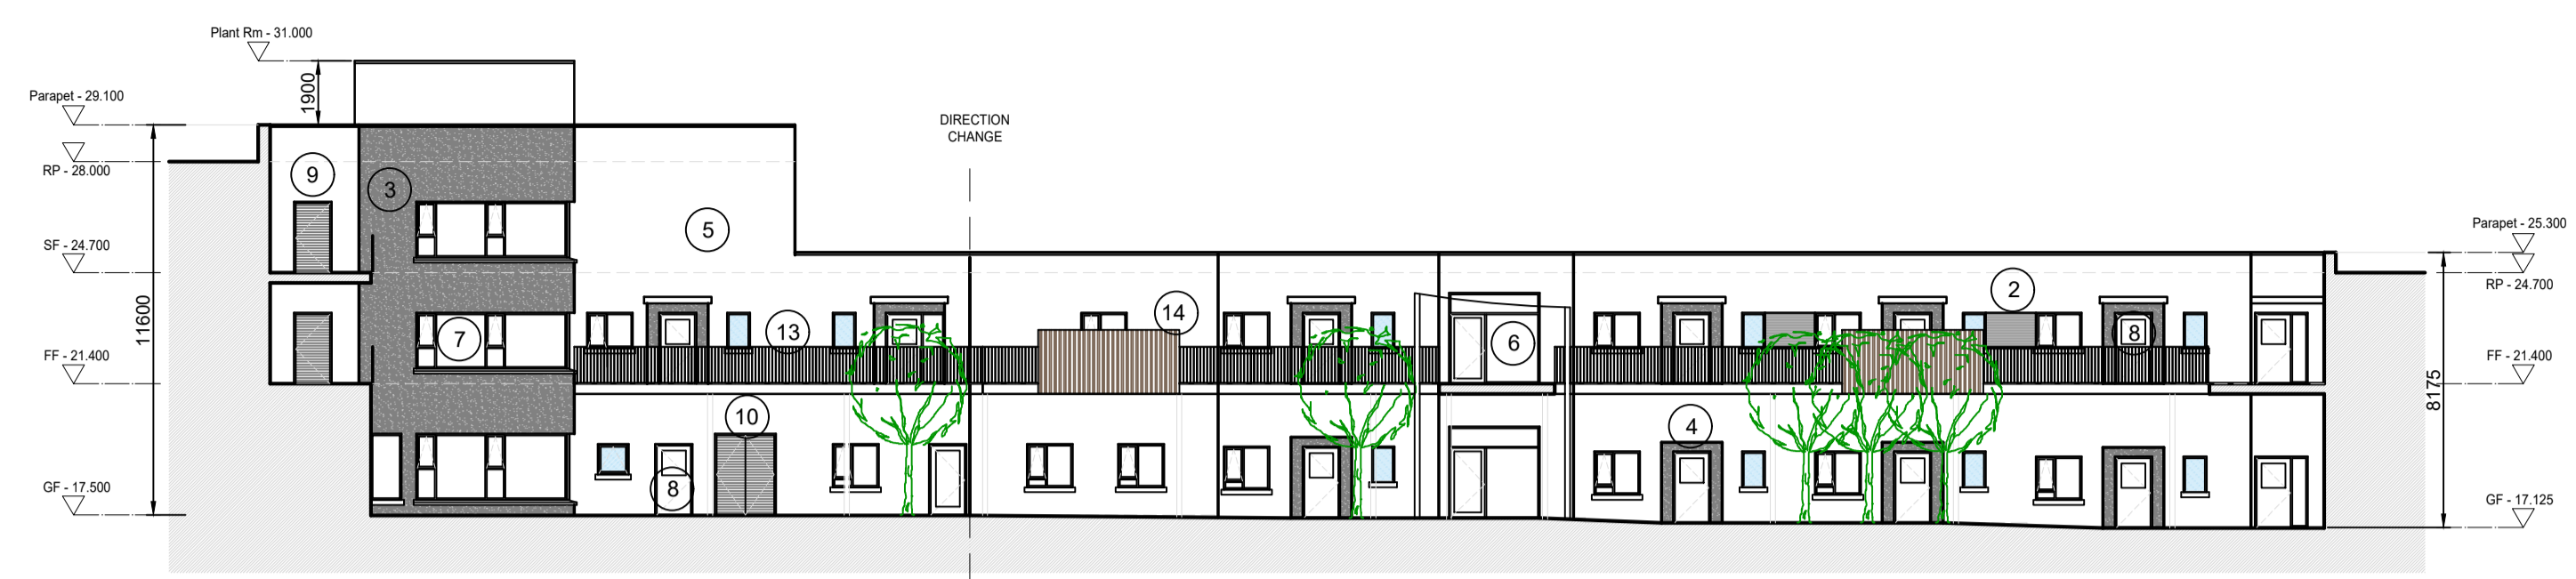 Plant Rm - 31.000
1900
Parapet - 29.100
DIRECTION
CHANGE
RP - 28.000
9
3
5
Parapet - 25.300
SF - 24.700
RP - 24.700
2
14
13
11600
7
6
8
FF - 21.400
FF - 21.400
8175
10
4
8
GF - 17.500
GF - 17.125